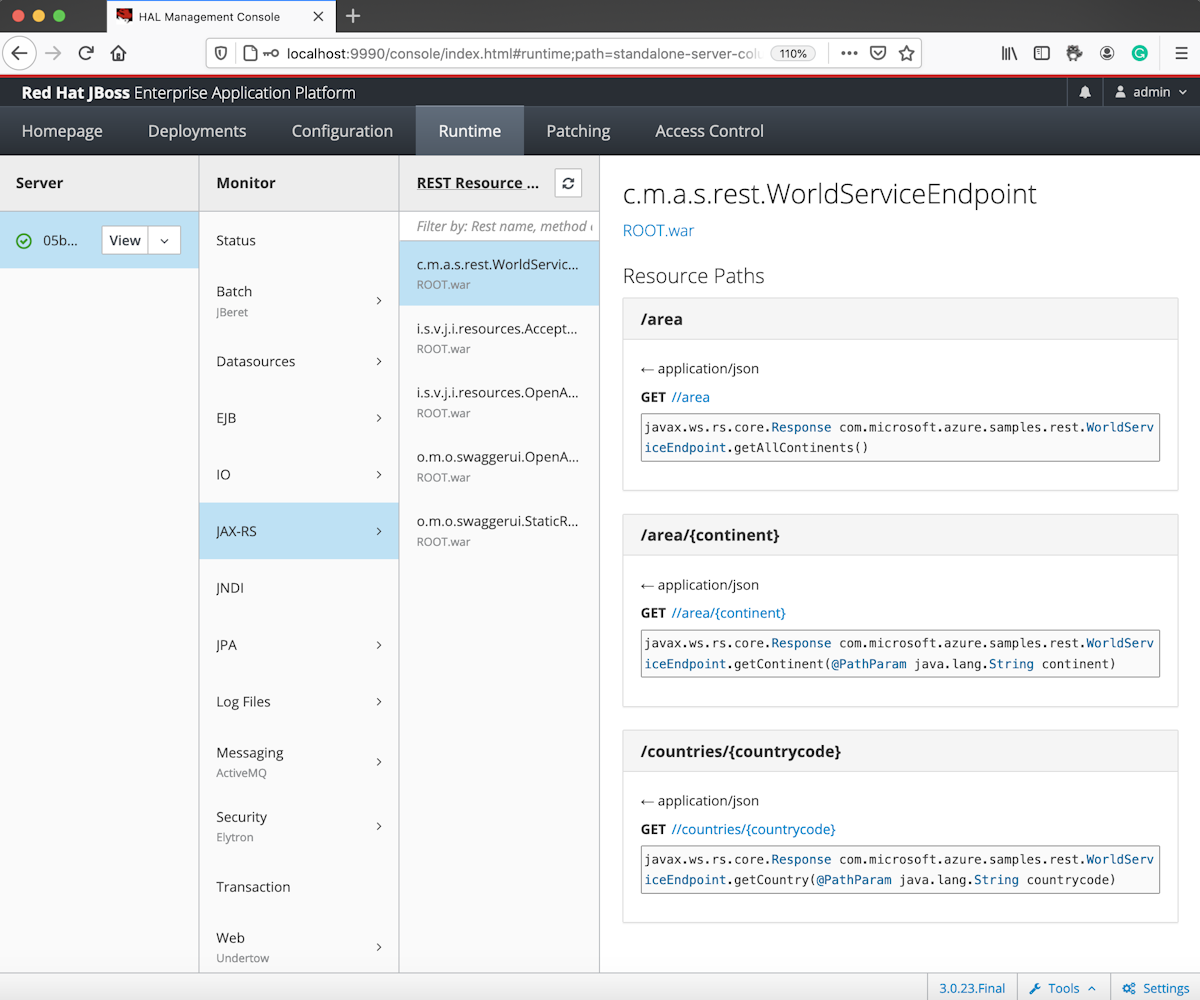 HAL Management Console
localhost:9990/console/index.html#runtime;path=standalone-server-colu
110%
Red Hat JBoss Enterprise Application Platform
admin
Homepage Deployments Configuration Runtime Patching Access Control
Server
05b...
View
Monitor
Status
Batch
JBeret
Datasources
EJB
IO
JAX-RS
JNDI
JPA
Log Files
Messaging
ActiveMQ
Security
Elytron
Transaction
Web
Undertow
REST Resource ...
Filter by: Rest name, method
c.m.a.s.rest.WorldServic...
ROOT.war
i.s.v.j.i.resources.Accept...
ROOT.war
i.s.v.j.i.resources.OpenA...
ROOT.war
o.m.o.swaggerui.OpenA...
ROOT.war
o.m.o.swaggerui.StaticR...
ROOT.war
c.m.a.s.rest.WorldServiceEndpoint
ROOT.war
Resource Paths
/area
← application/json
GET //area
javax.ws.rs.core.Response com.microsoft.azure.samples.rest.WorldServ
iceEndpoint.getAllContinents()
/area/{continent}
← application/json
GET //area/{continent}
javax.ws.rs.core.Response com.microsoft.azure.samples.rest.WorldServ
iceEndpoint.getContinent(@PathParam java.lang.String continent)
/countries/{countrycode}
← application/json
GET //countries/{countrycode}
javax.ws.rs.core.Response com.microsoft.azure.samples.rest.WorldServ
iceEndpoint.getCountry(@PathParam java.lang.String countrycode)
3.0.23.Final Tools Settings